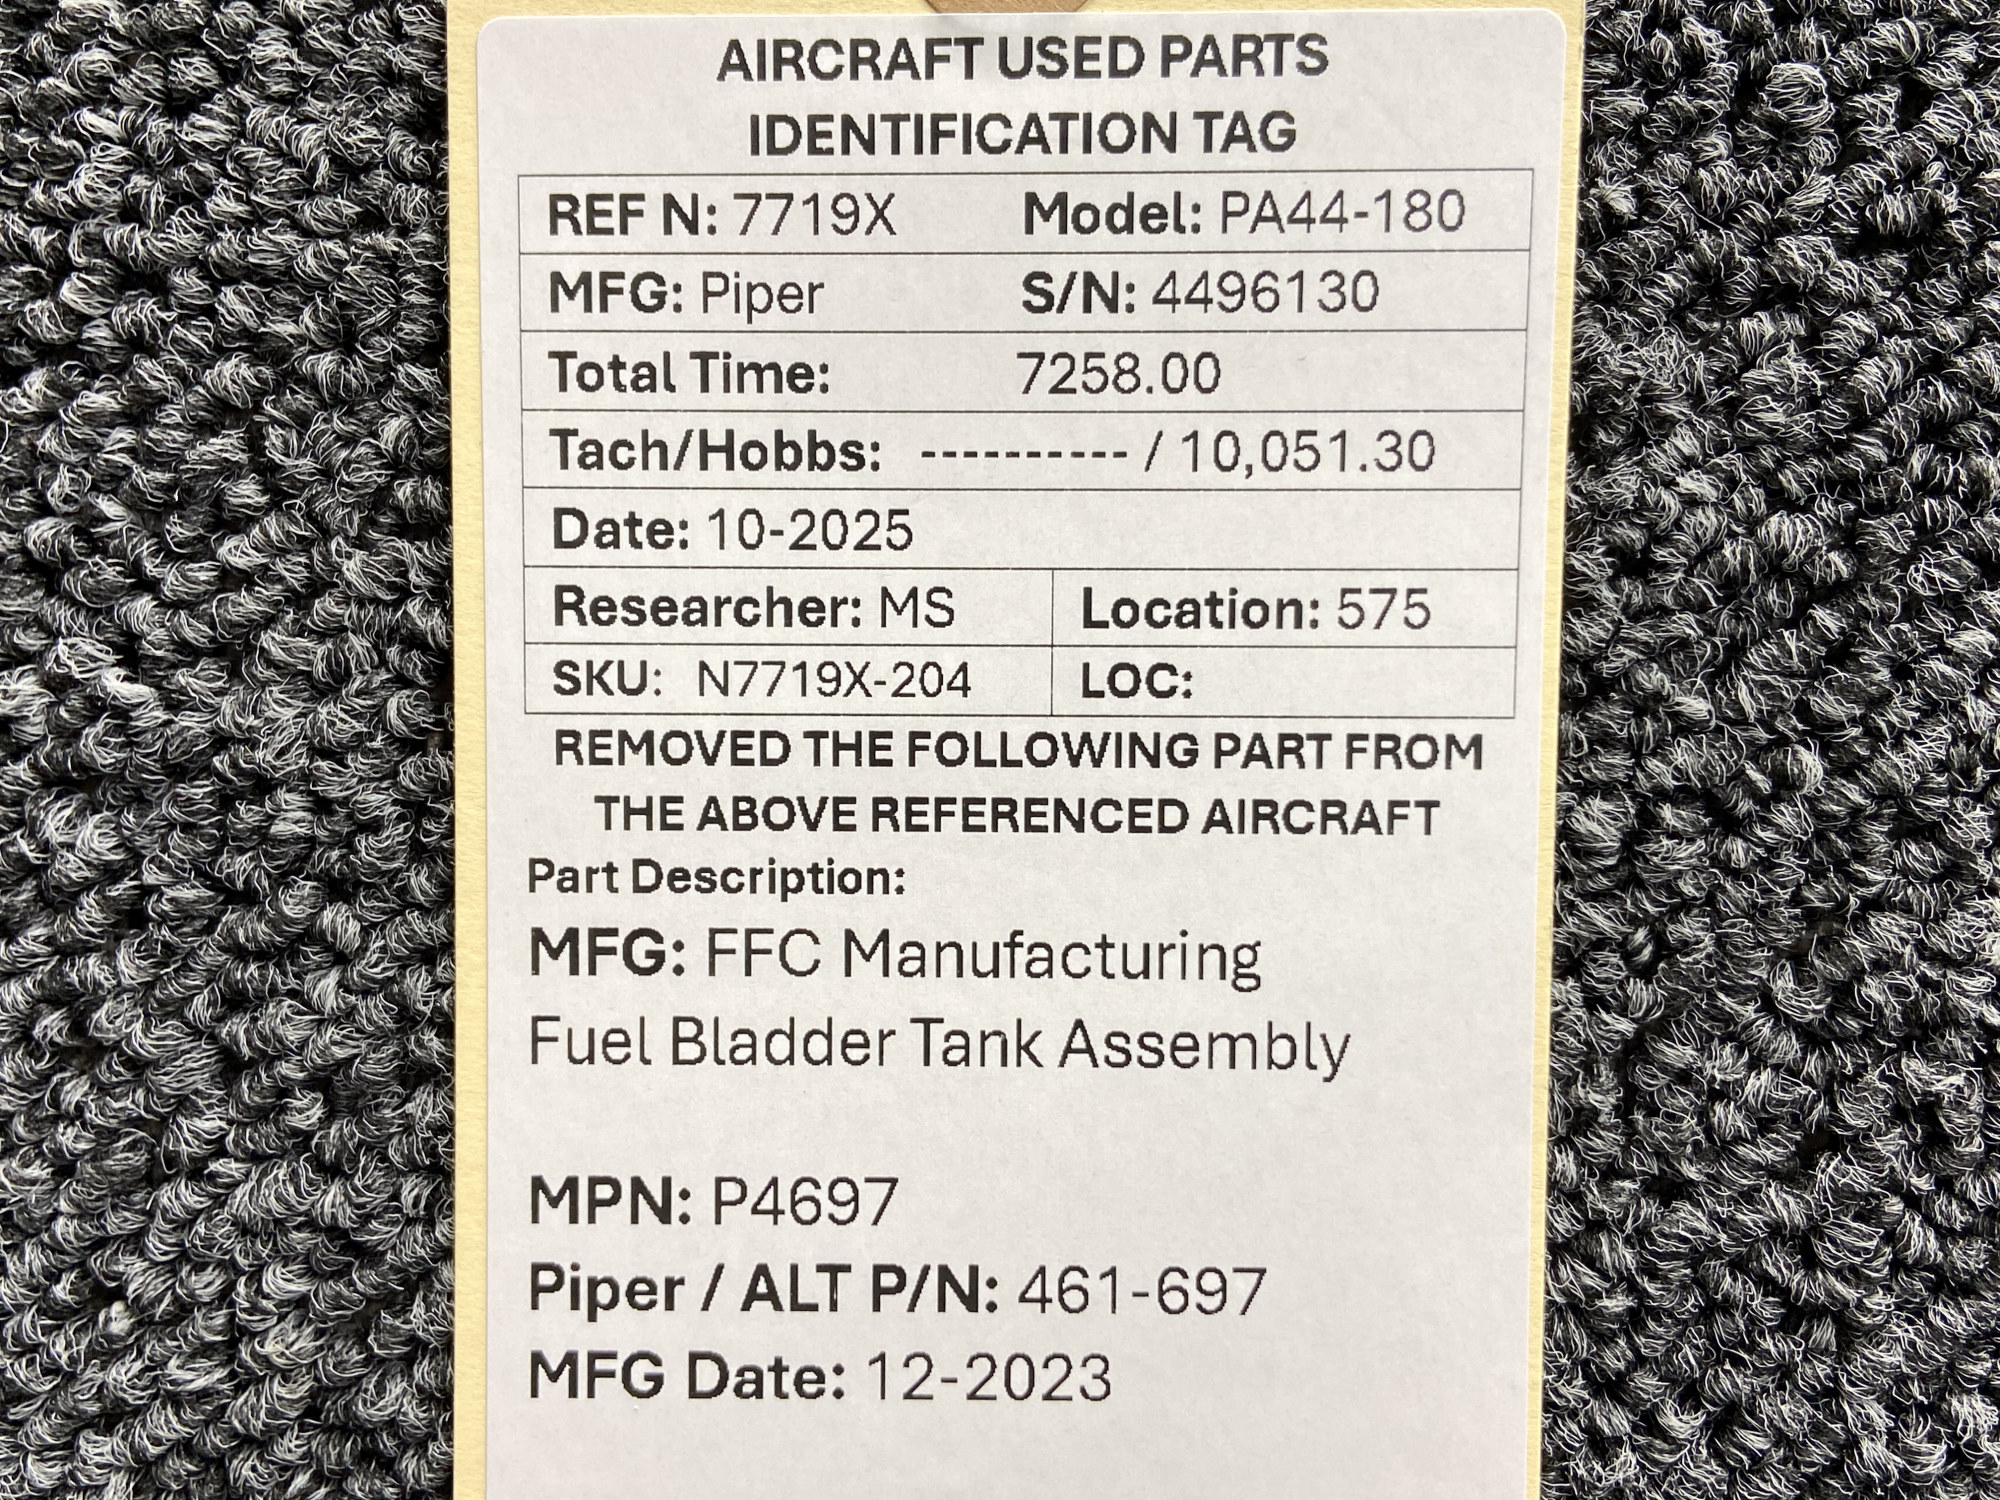 AIRCRAFT USED PARTS
IDENTIFICATION TAG
REF N: 7719X Model: PA44-180
MFG: Piper S/N: 4496130
Total Time: 7258.00
Tach/Hobbs: ---------- / 10,051.30
Date: 10-2025
Researcher: MS Location: 575
SKU: N7719X-204 LOC:
REMOVED THE FOLLOWING PART FROM
THE ABOVE REFERENCED AIRCRAFT
Part Description:
MFG: FFC Manufacturing
Fuel Bladder Tank Assembly
MPN: P4697
Piper / ALT P/N: 461-697
MFG Date: 12-2023